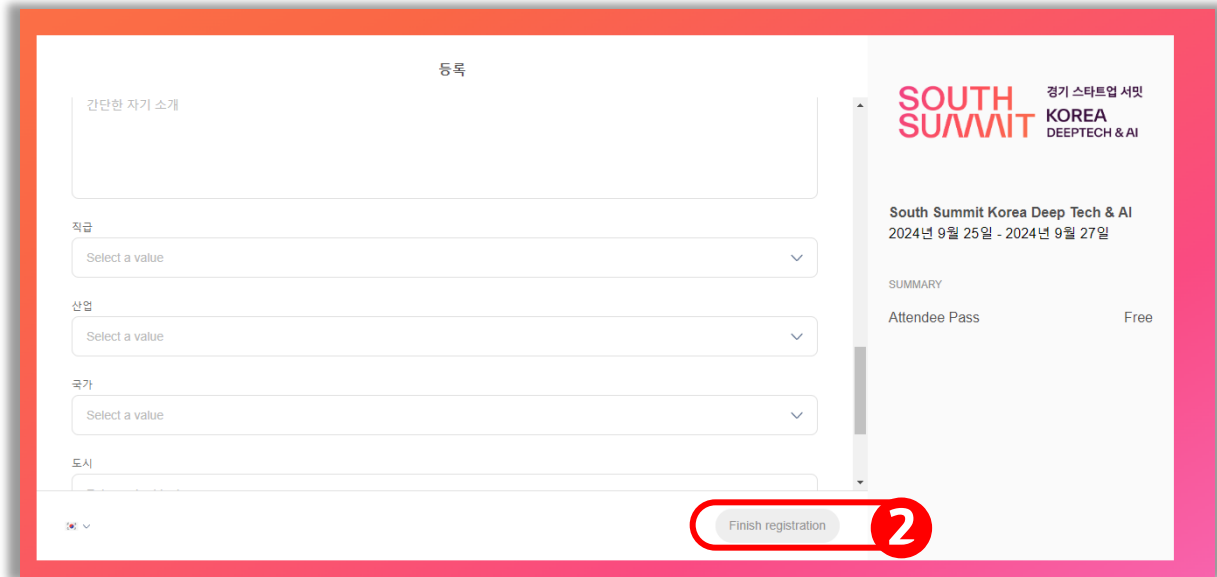 등록
간단한 자기 소개
직급
Select a value
산업
Select a value
국가
Select a value
도시
Finish registration
2
SOUTH
SUMMIT
경기 스타트업 서밋
KOREA
DEEPTECH & AI
South Summit Korea Deep Tech & AI
2024년 9월 25일 - 2024년 9월 27일
SUMMARY
Attendee Pass Free